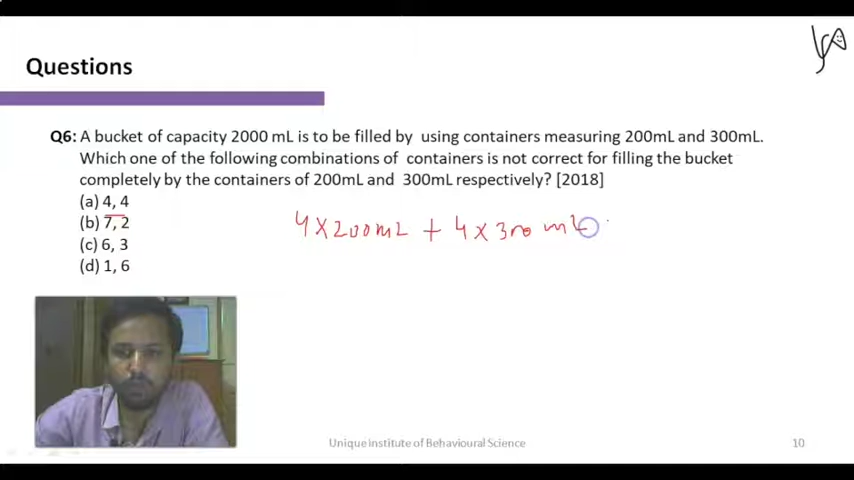 Questions
Q6: A bucket of capacity 2000 mL is to be filled by using containers measuring 200mL and 300mL.
Which one of the following combinations of containers is not correct for filling the bucket
completely by the containers of 200mL and 300mL respectively? [2018]
(a) 4, 4
(b) 7, 2
(c) 6, 3
(d) 1, 6
4 x 200mL + 4 x 300 mL
Unique institute of Behavioural Science
10